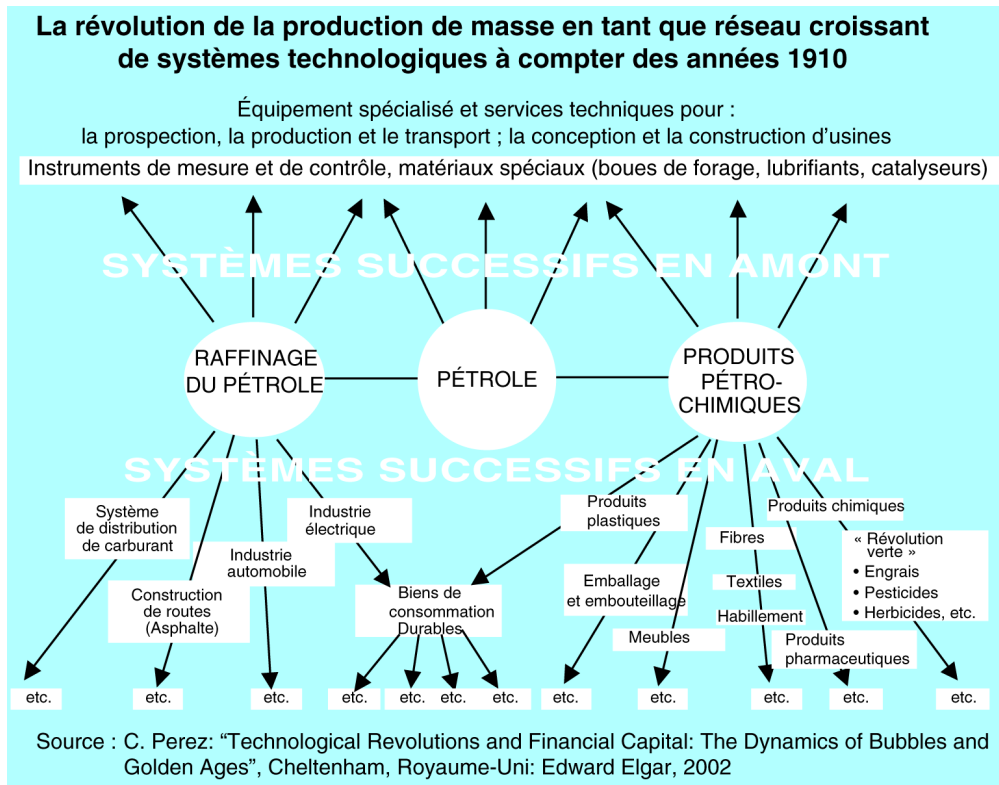 La révolution de la production de masse en tant que réseau croissant
de systèmes technologiques à compter des années 1910
Équipement spécialisé et services techniques pour :
la prospection, la production et le transport ; la conception et la construction d'usines
Instruments de mesure et de contrôle, matériaux spéciaux (boues de forage, lubrifiants, catalyseurs)
SYSTÈMES SUCCESSIFS EN AMONT
RAFFINAGE
DU PÉTROLE
PÉTROLE
PRODUITS
PÉTRO-
CHIMIQUES
SYSTÈMES SUCCESSIFS EN AVAL
Système
de distribution
de carburant
Construction
de routes
(Asphalte)
Industrie
automobile
Industrie
électrique
Biens de
consommation
Durables
Produits
plastiques
Emballage
et embouteillage
Meubles
Fibres
Textiles
Habillement
Produits chimiques
Produits
pharmaceutiques
« Révolution
verte »
• Engrais
• Pesticides
• Herbicides, etc.
etc.
etc.
etc.
etc.
etc.
etc.
etc.
etc.
etc.
etc.
etc.
etc.
Source : C. Perez: “Technological Revolutions and Financial Capital: The Dynamics of Bubbles and
Golden Ages”, Cheltenham, Royaume-Uni: Edward Elgar, 2002